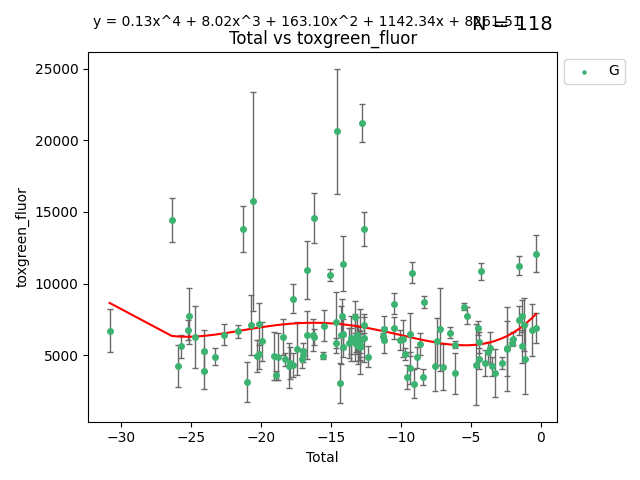 y = 0.13x^4 + 8.02x^3 + 163.10x^2 + 1142.34x +
N = 118
Total vs toxgreen_fluor
G
25000
20000
15000
10000
5000
toxgreen_fluor
−30 −25 −20 −15 −10 −5 0
Total